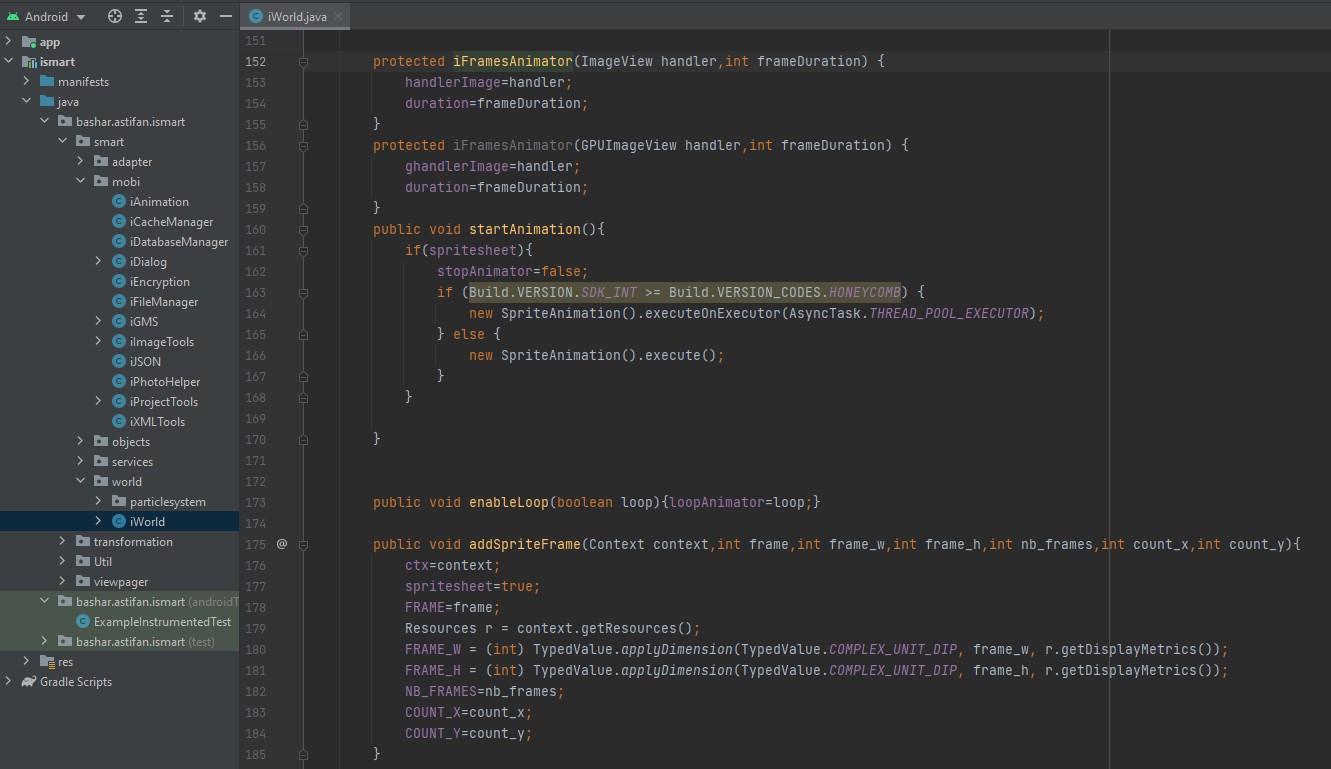 Android
iWorld.java
app
ismart
manifests
java
bashar.astifan.ismart
smart
adapter
mobi
iAnimation
iCacheManager
iDatabaseManager
iDialog
iEncryption
iFileManager
iGMS
iImageTools
iJSON
iPhotoHelper
iProjectTools
iXMLTools
objects
services
world
particlesystem
iWorld
transformation
Util
viewpager
bashar.astifan.ismart (androidT
ExampleInstrumentedTest
bashar.astifan.ismart (test)
res
Gradle Scripts
151
152 protected iFramesAnimator(ImageView handler,int frameDuration) {
153 handlerImage=handler;
154 duration=frameDuration;
155 }
156 protected iFramesAnimator(GPUImageView handler,int frameDuration) {
157 ghandlerImage=handler;
158 duration=frameDuration;
159 }
160 public void startAnimation(){
161 if(spritesheet){
162 stopAnimator=false;
163 if (Build.VERSION.SDK_INT >= Build.VERSION_CODES.HONEYCOMB) {
164 new SpriteAnimation().executeOnExecutor(AsyncTask.THREAD_POOL_EXECUTOR);
165 } else {
166 new SpriteAnimation().execute();
167 }
168 }
169
170 }
171
172
173 public void enableLoop(boolean loop){loopAnimator=loop;}
174
175 @ public void addSpriteFrame(Context context,int frame,int frame_w,int frame_h,int nb_frames,int count_x,int count_y){
176 ctx=context;
177 spritesheet=true;
178 FRAME=frame;
179 Resources r = context.getResources();
180 FRAME_W = (int) TypedValue.applyDimension(TypedValue.COMPLEX_UNIT_DIP, frame_w, r.getDisplayMetrics());
181 FRAME_H = (int) TypedValue.applyDimension(TypedValue.COMPLEX_UNIT_DIP, frame_h, r.getDisplayMetrics());
182 NB_FRAMES=nb_frames;
183 COUNT_X=count_x;
184 COUNT_Y=count_y;
185 }